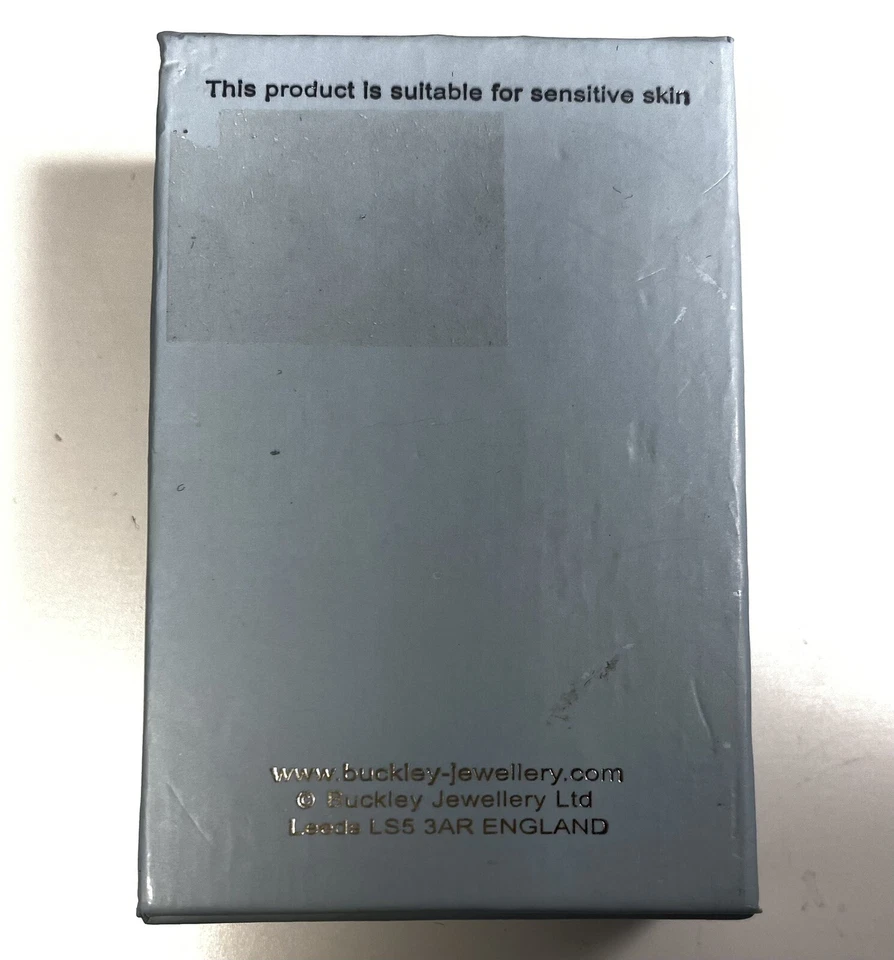 This product is suitable for sensitive skin
www.buckley-jewellery.com
© Buckley Jewellery Ltd
Leeds LS5 3AR ENGLAND